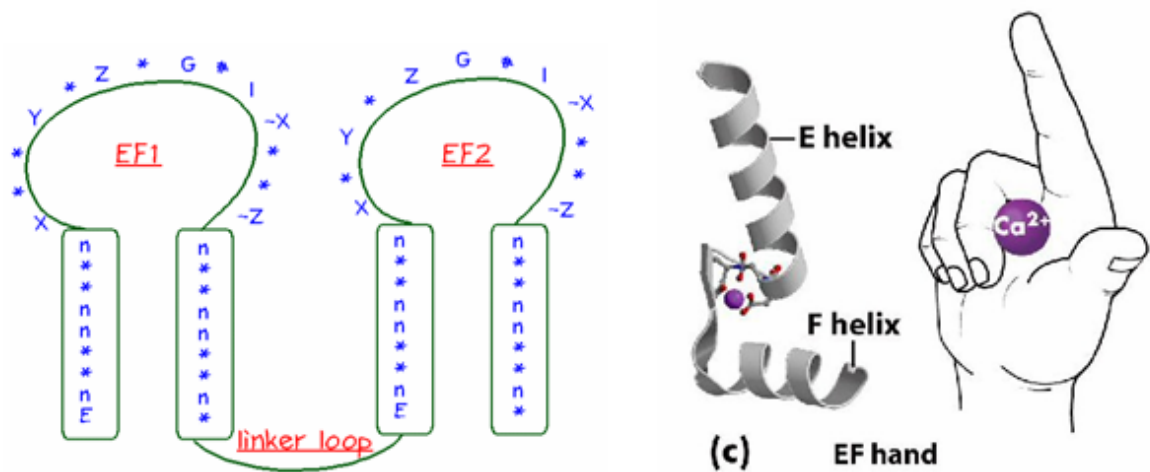 X * * Y * Z * G * I -X * * -Z
EF1
n * * n n * * n E
n * * n n * * n *
linker loop
* Y * Z G * I -X * * -Z
EF2
n * * n n * * n E
n * * n n * * n *
E helix
F helix
Ca2+
(c) EF hand